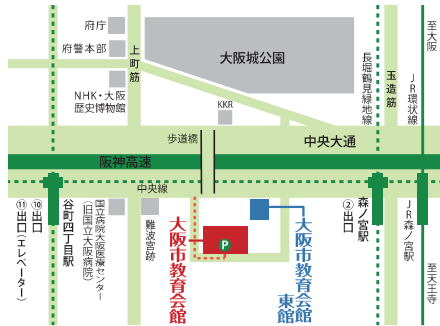 府庁
府警本部
NHK・大阪
歴史博物館
上町筋
大阪城公園
KKR
長堀鶴見緑地線
玉造筋
JR環状線
至大阪
歩道橋
中央大通
阪神高速
中央線
⑪出口（エレベーター）
⑩出口
谷町四丁目駅
国立病院大阪医療センター
（旧国立大阪病院）
難波宮跡
大阪市教育会館
P
大阪市教育会館
東館
②出口
森ノ宮駅
JR森ノ宮駅
至天王寺